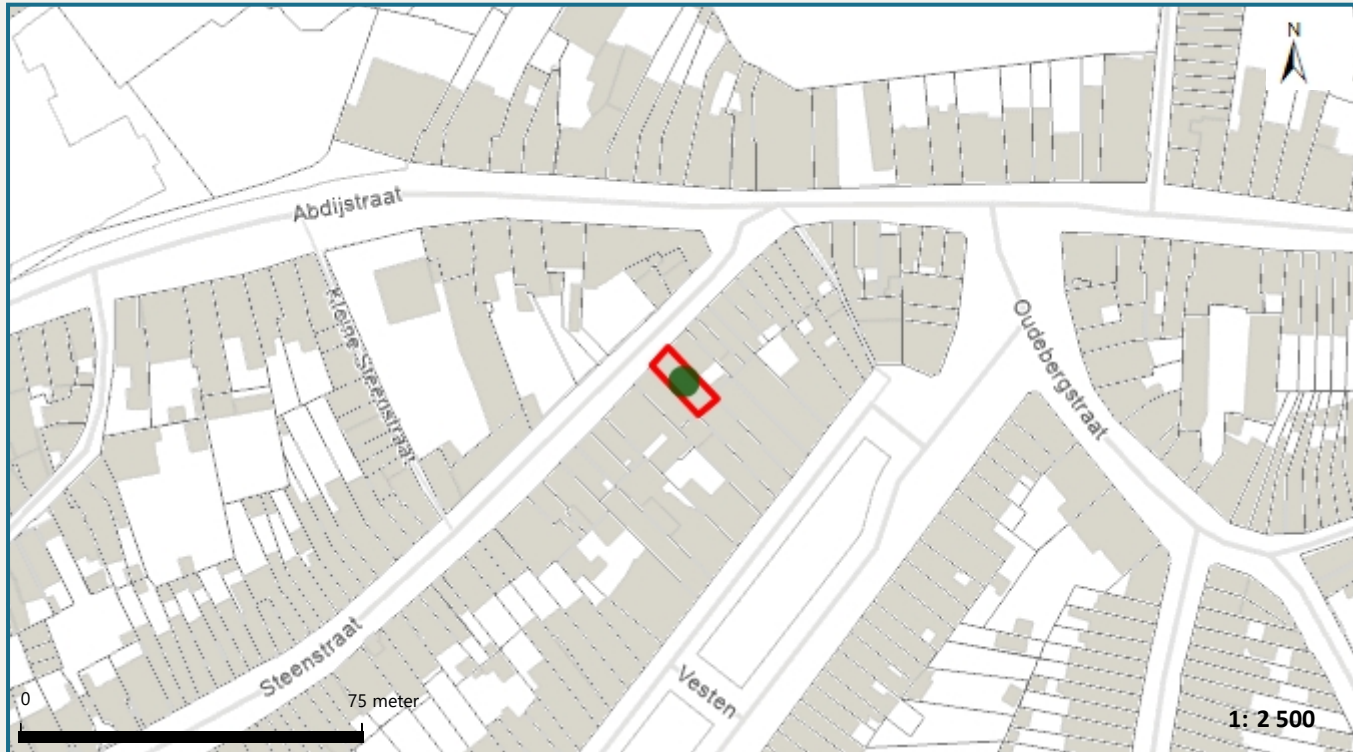 N
Abdijstraat
Kleine Steenstraat
Oudebergstraat
Steenstraat
Vesten
0
75 meter
1: 2 500